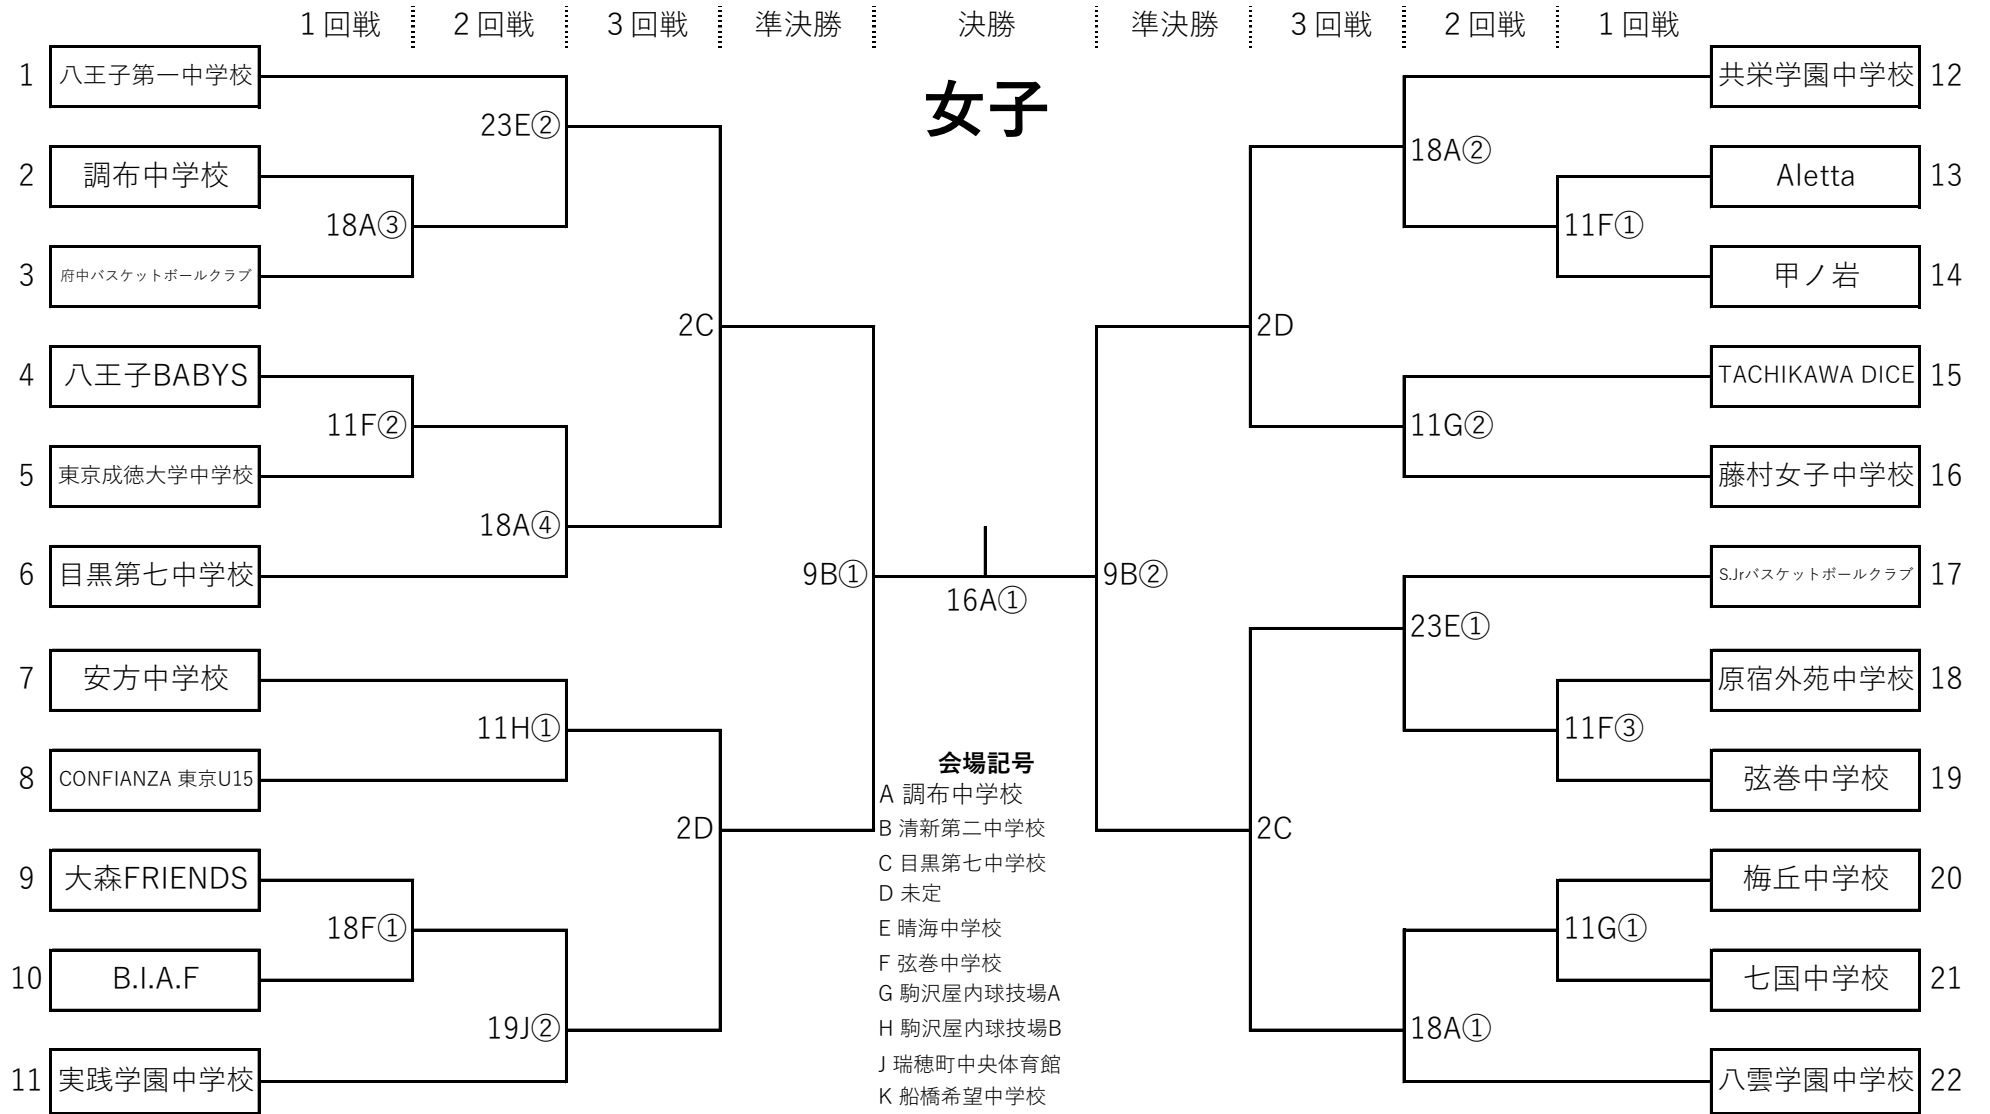 1回戦 2回戦 3回戦 準決勝 決勝 準決勝 3回戦 2回戦 1回戦
女子
1 八王子第一中学校
23E②
2 調布中学校
18A③
3 府中バスケットボールクラブ
2C
4 八王子BABYS
11F②
5 東京成徳大学中学校
18A④
6 目黒第七中学校
9B①
7 安方中学校
11H①
8 CONFIANZA 東京U15
2D
9 大森FRIENDS
18F①
10 B.I.A.F
19J②
11 実践学園中学校
16A①
共栄学園中学校 12
18A②
Aletta 13
11F①
甲ノ岩 14
2D
TACHIKAWA DICE 15
11G②
藤村女子中学校 16
9B②
S.Jrバスケットボールクラブ 17
23E①
原宿外苑中学校 18
11F③
弦巻中学校 19
2C
梅丘中学校 20
11G①
七国中学校 21
18A①
八雲学園中学校 22
会場記号
A 調布中学校
B 清新第二中学校
C 目黒第七中学校
D 未定
E 晴海中学校
F 弦巻中学校
G 駒沢屋内球技場A
H 駒沢屋内球技場B
J 瑞穂町中央体育館
K 船橋希望中学校